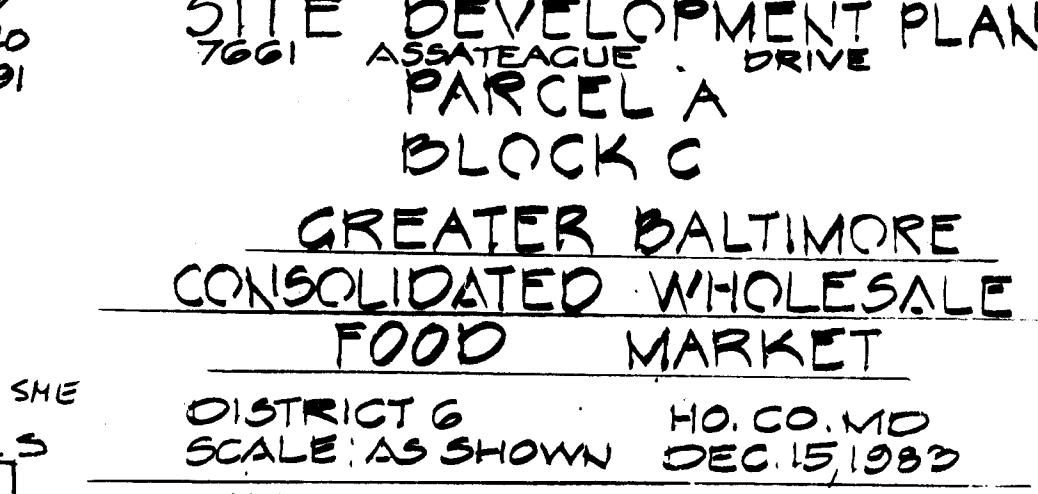 SITE DEVELOPMENT PLAN
7661 ASSATEAGUE DRIVE
PARCEL A
BLOCK C
GREATER BALTIMORE
CONSOLIDATED WHOLESALE
FOOD MARKET
SME
DISTRICT 6 HO. CO. MD
SCALE: AS SHOWN DEC. 15, 1983